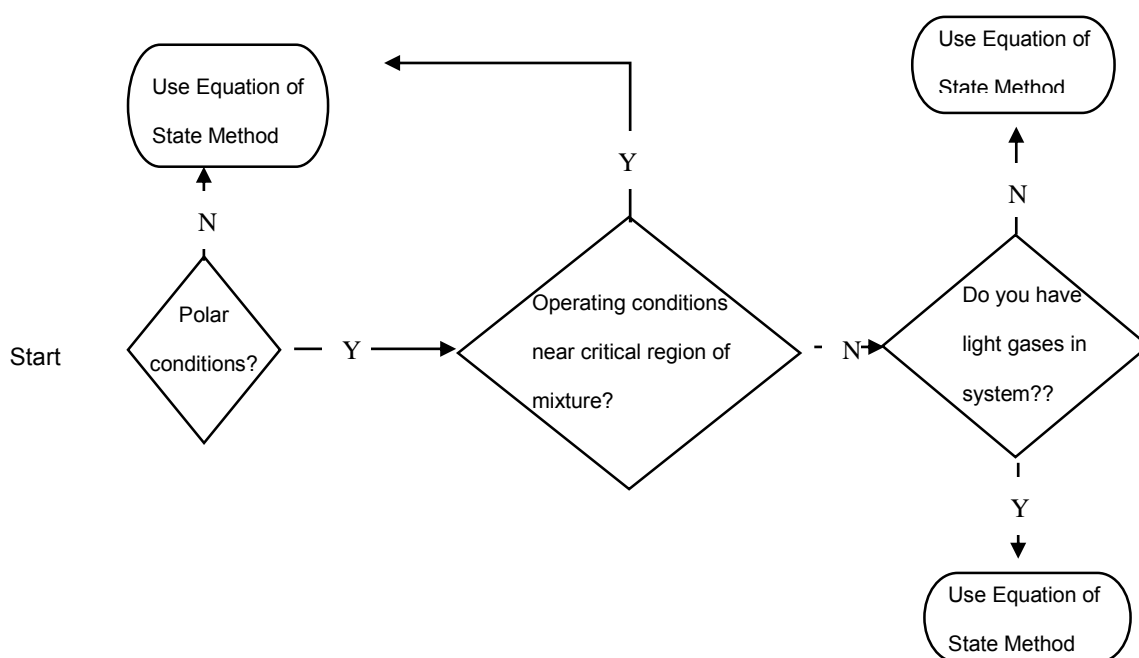 Use Equation of
State Method
Use Equation of
State Method
Y
N
N
Start
Polar
conditions?
Y
Operating conditions
near critical region of
mixture?
N
Do you have
light gases in
system??
Y
Use Equation of
State Method